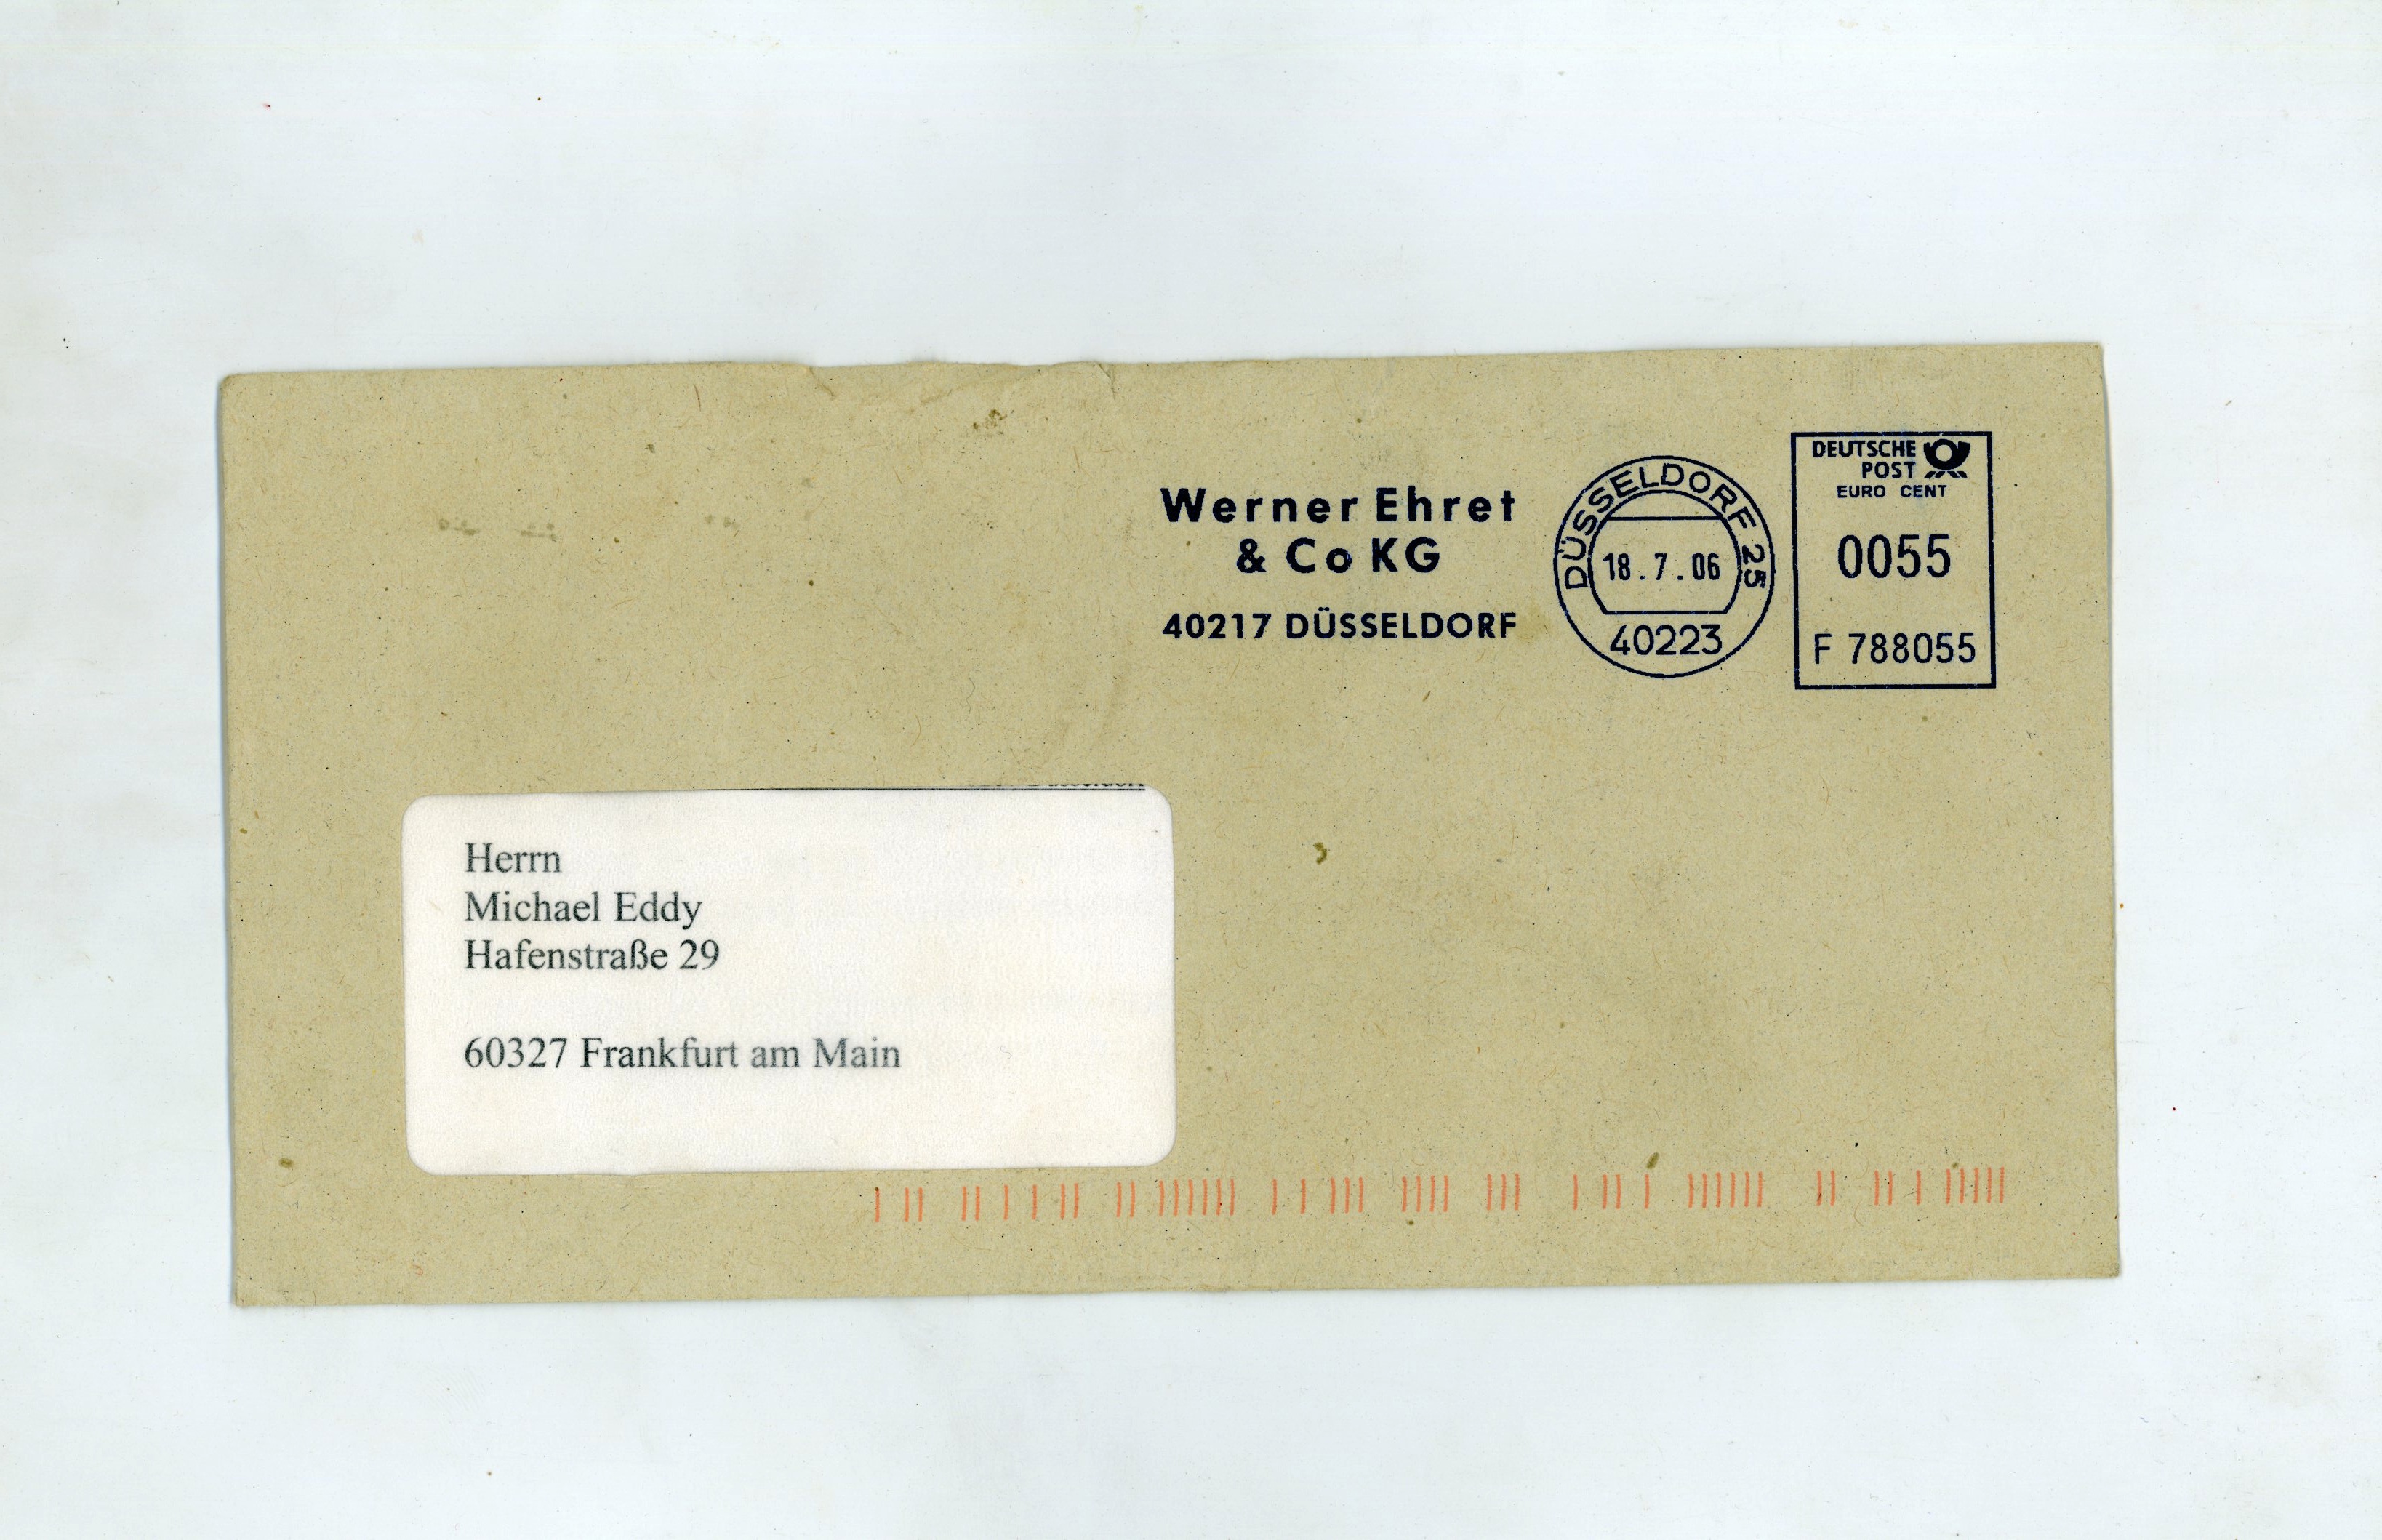 Werner Ehret
& Co KG
40217 DÜSSELDORF
DÜSSELDORF 25
18.7.06
40223
DEUTSCHE
POST
EURO CENT
0055
F 788055
Herrn
Michael Eddy
Hafenstraße 29
60327 Frankfurt am Main